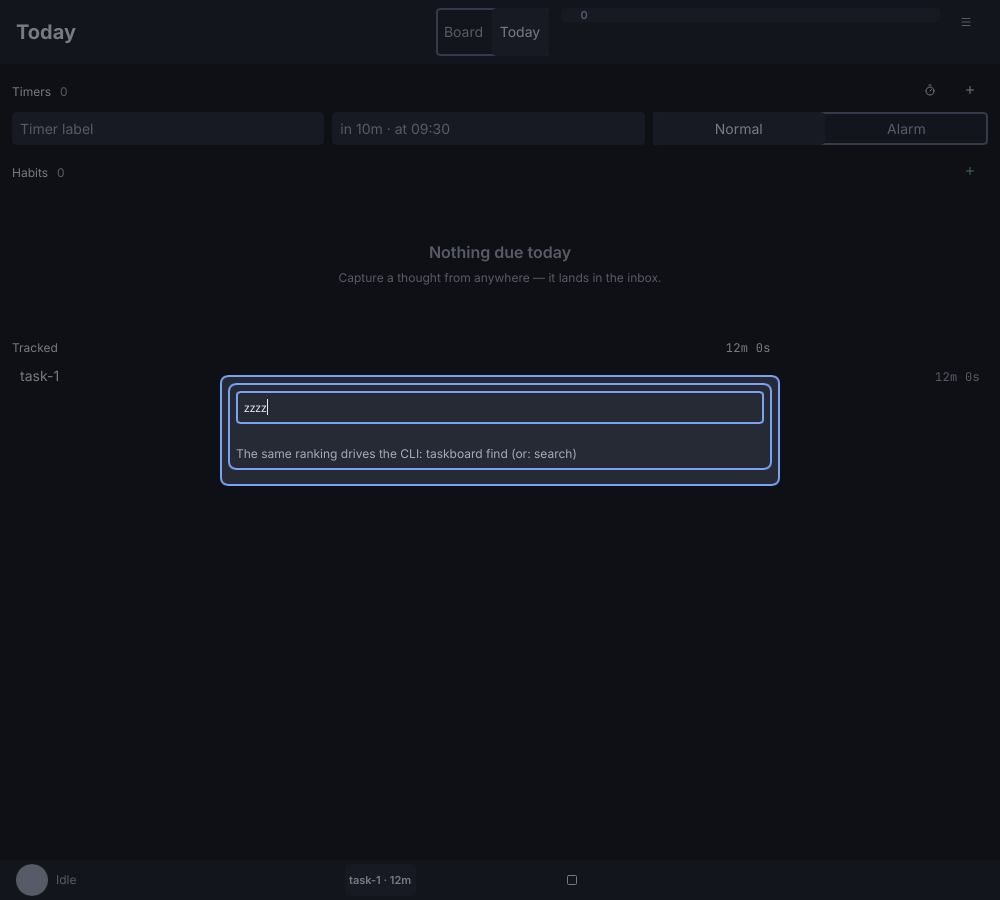 Today
Board Today 0
Timers 0
Timer label in 10m · at 09:30 Normal Alarm
Habits 0
Nothing due today
Capture a thought from anywhere — it lands in the inbox.
Tracked 12m 0s
task-1 12m 0s
zzzz
The same ranking drives the CLI: taskboard find (or: search)
Idle task-1 · 12m